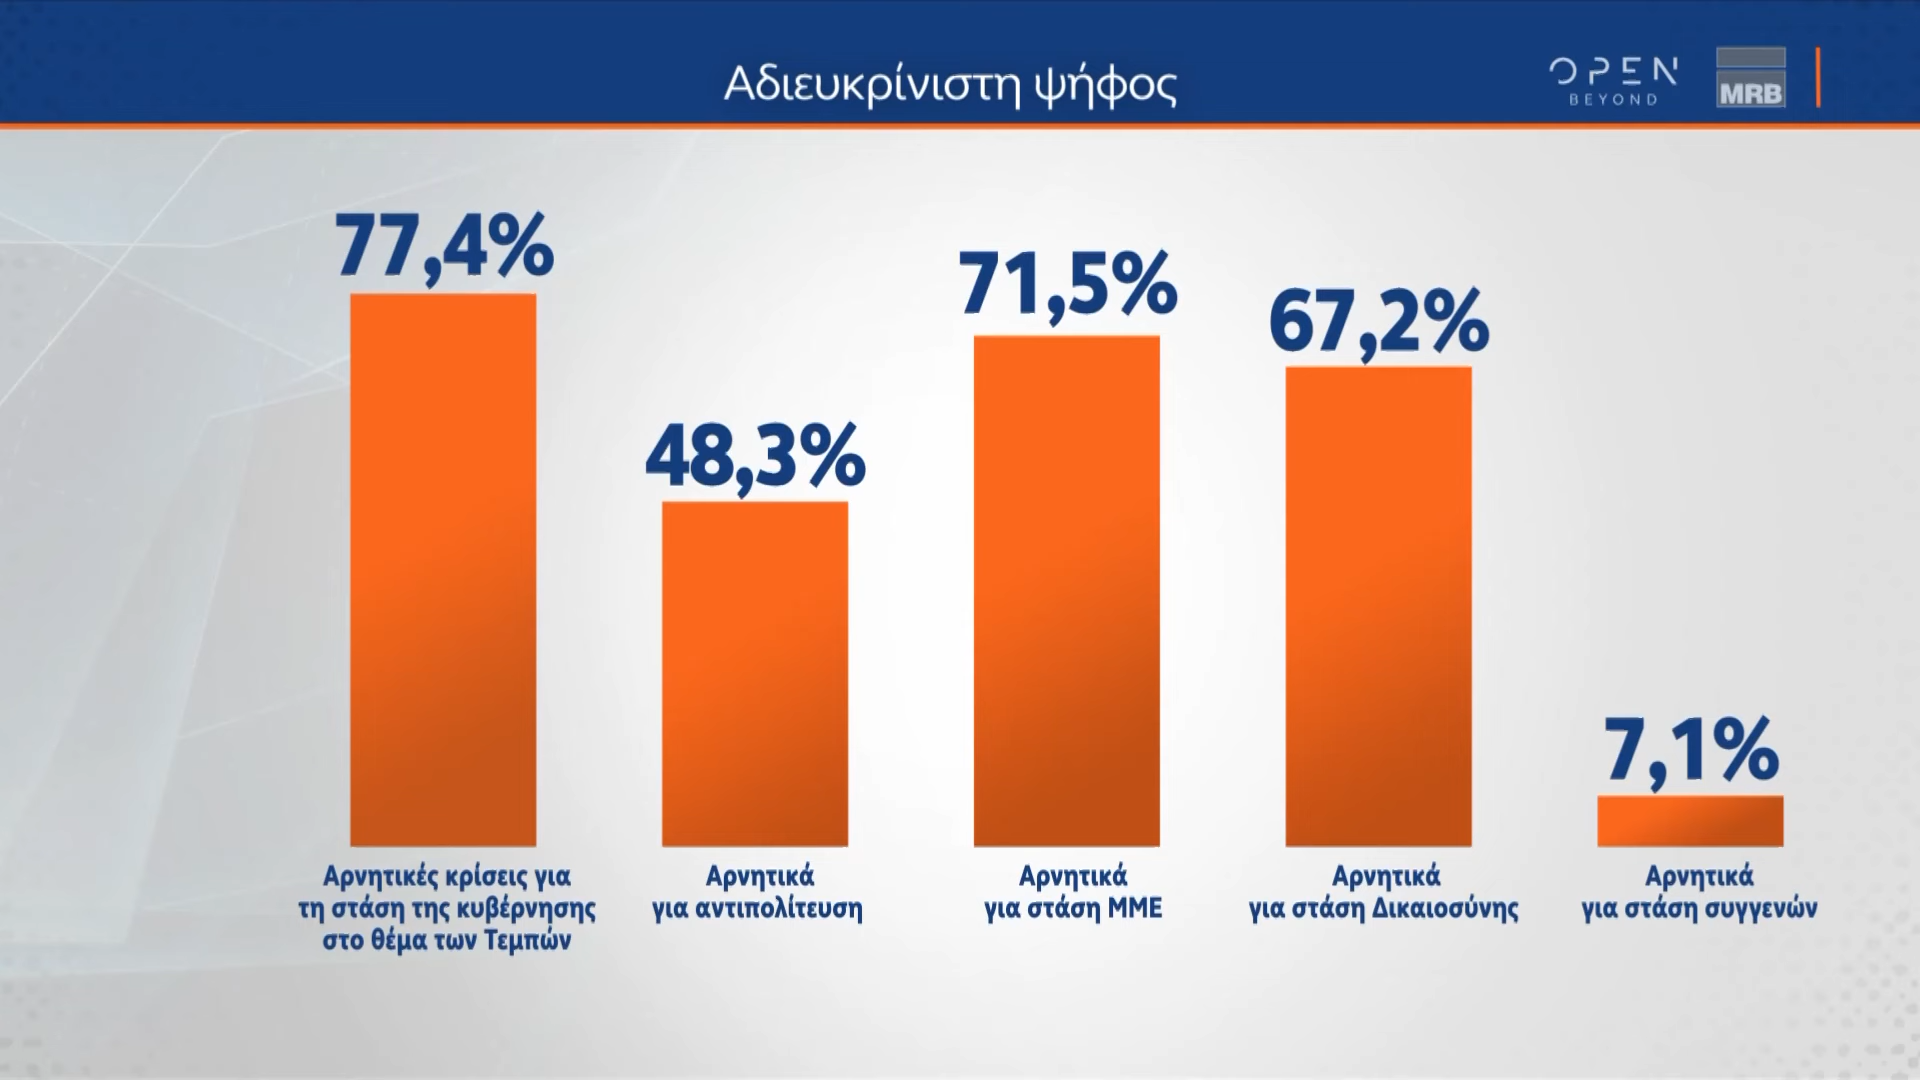 Αδιευκρίνιστη ψήφος
OPEN
BEYOND
MRB
77,4%
48,3%
71,5%
67,2%
7,1%
Αρνητικές κρίσεις για
τη στάση της κυβέρνησης
στο θέμα των Τεμπών
Αρνητικά
για αντιπολίτευση
Αρνητικά
για στάση ΜΜΕ
Αρνητικά
για στάση Δικαιοσύνης
Αρνητικά
για στάση συγγενών